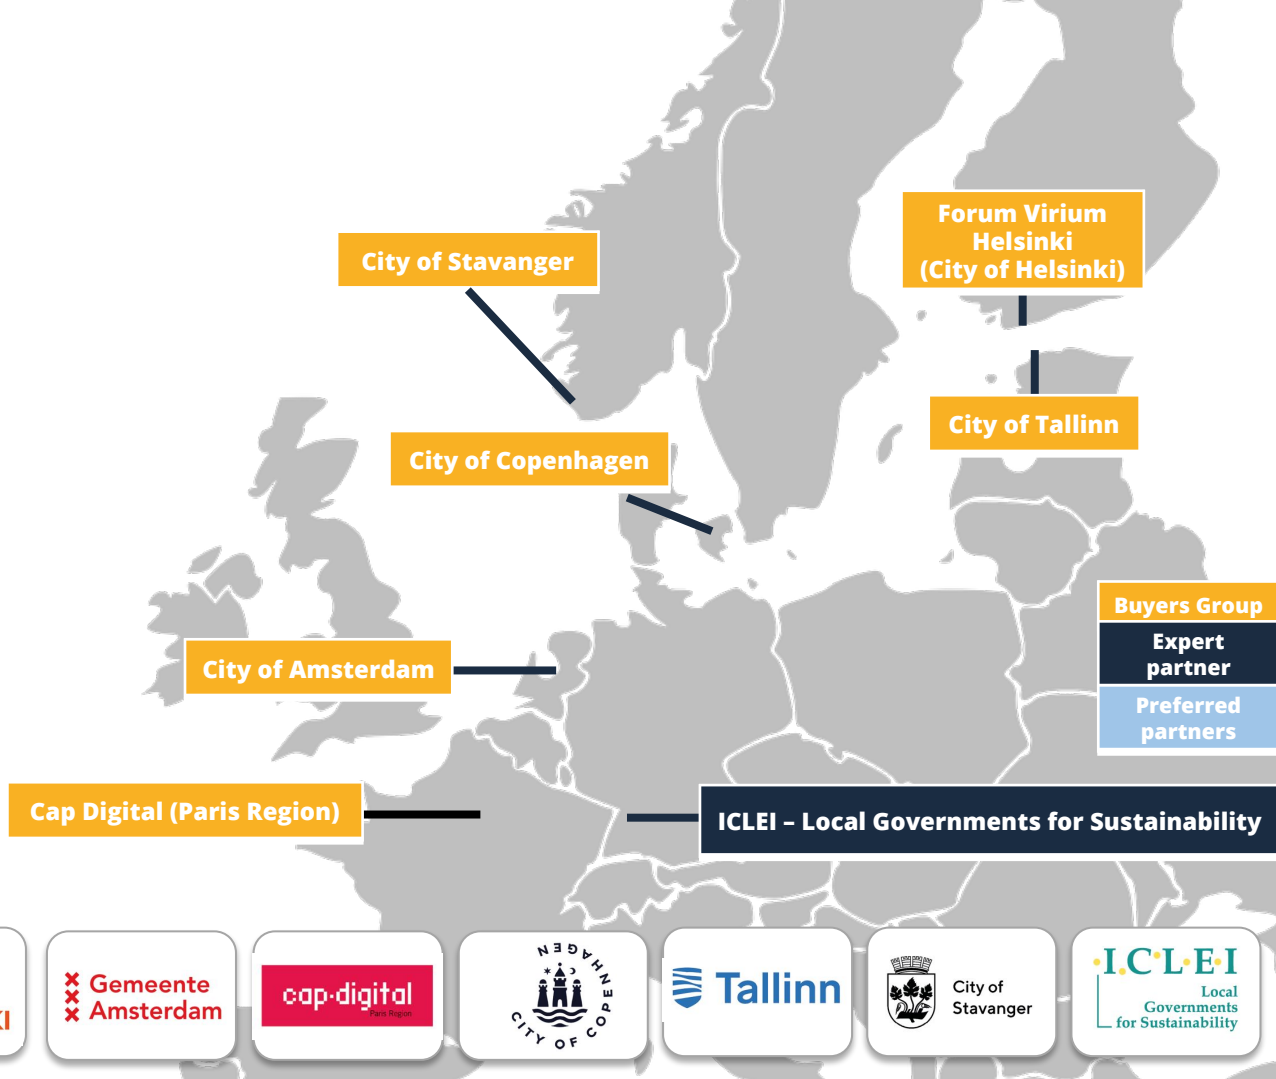 City of Stavanger
Forum Virium
Helsinki
(City of Helsinki)
City of Tallinn
City of Copenhagen
Buyers Group
Expert
partner
Preferred
partners
City of Amsterdam
Cap Digital (Paris Region)
ICLEI – Local Governments for Sustainability
KI
Gemeente
Amsterdam
cap·digital
Paris Region
CITY OF COPENHAGEN
Tallinn
City of
Stavanger
·I.C·L·E·I
Local
Governments
for Sustainability